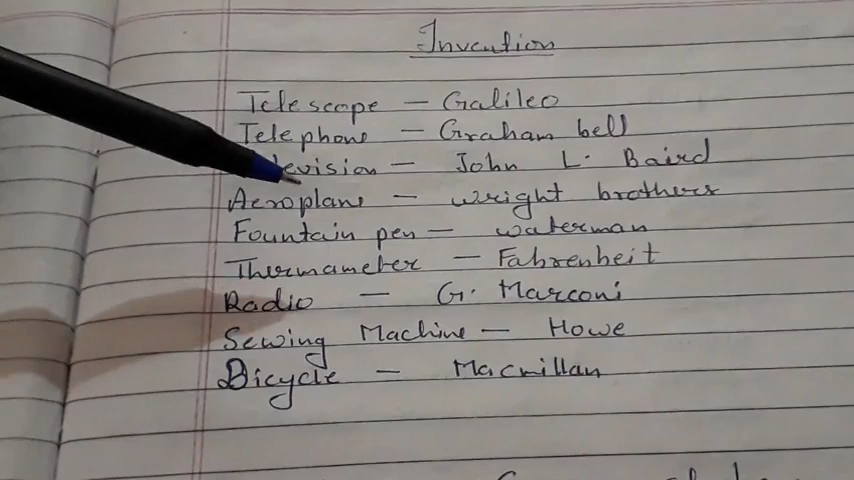 Invention
Telescope - Galileo
Telephone - Graham bell
levision - John L. Baird
Aeroplane - wright brothers
Fountain pen - waterman
Thermameter - Fahrenheit
Radio - G. Marconi
Sewing Machine - Howe
Bicycle - Macmillan